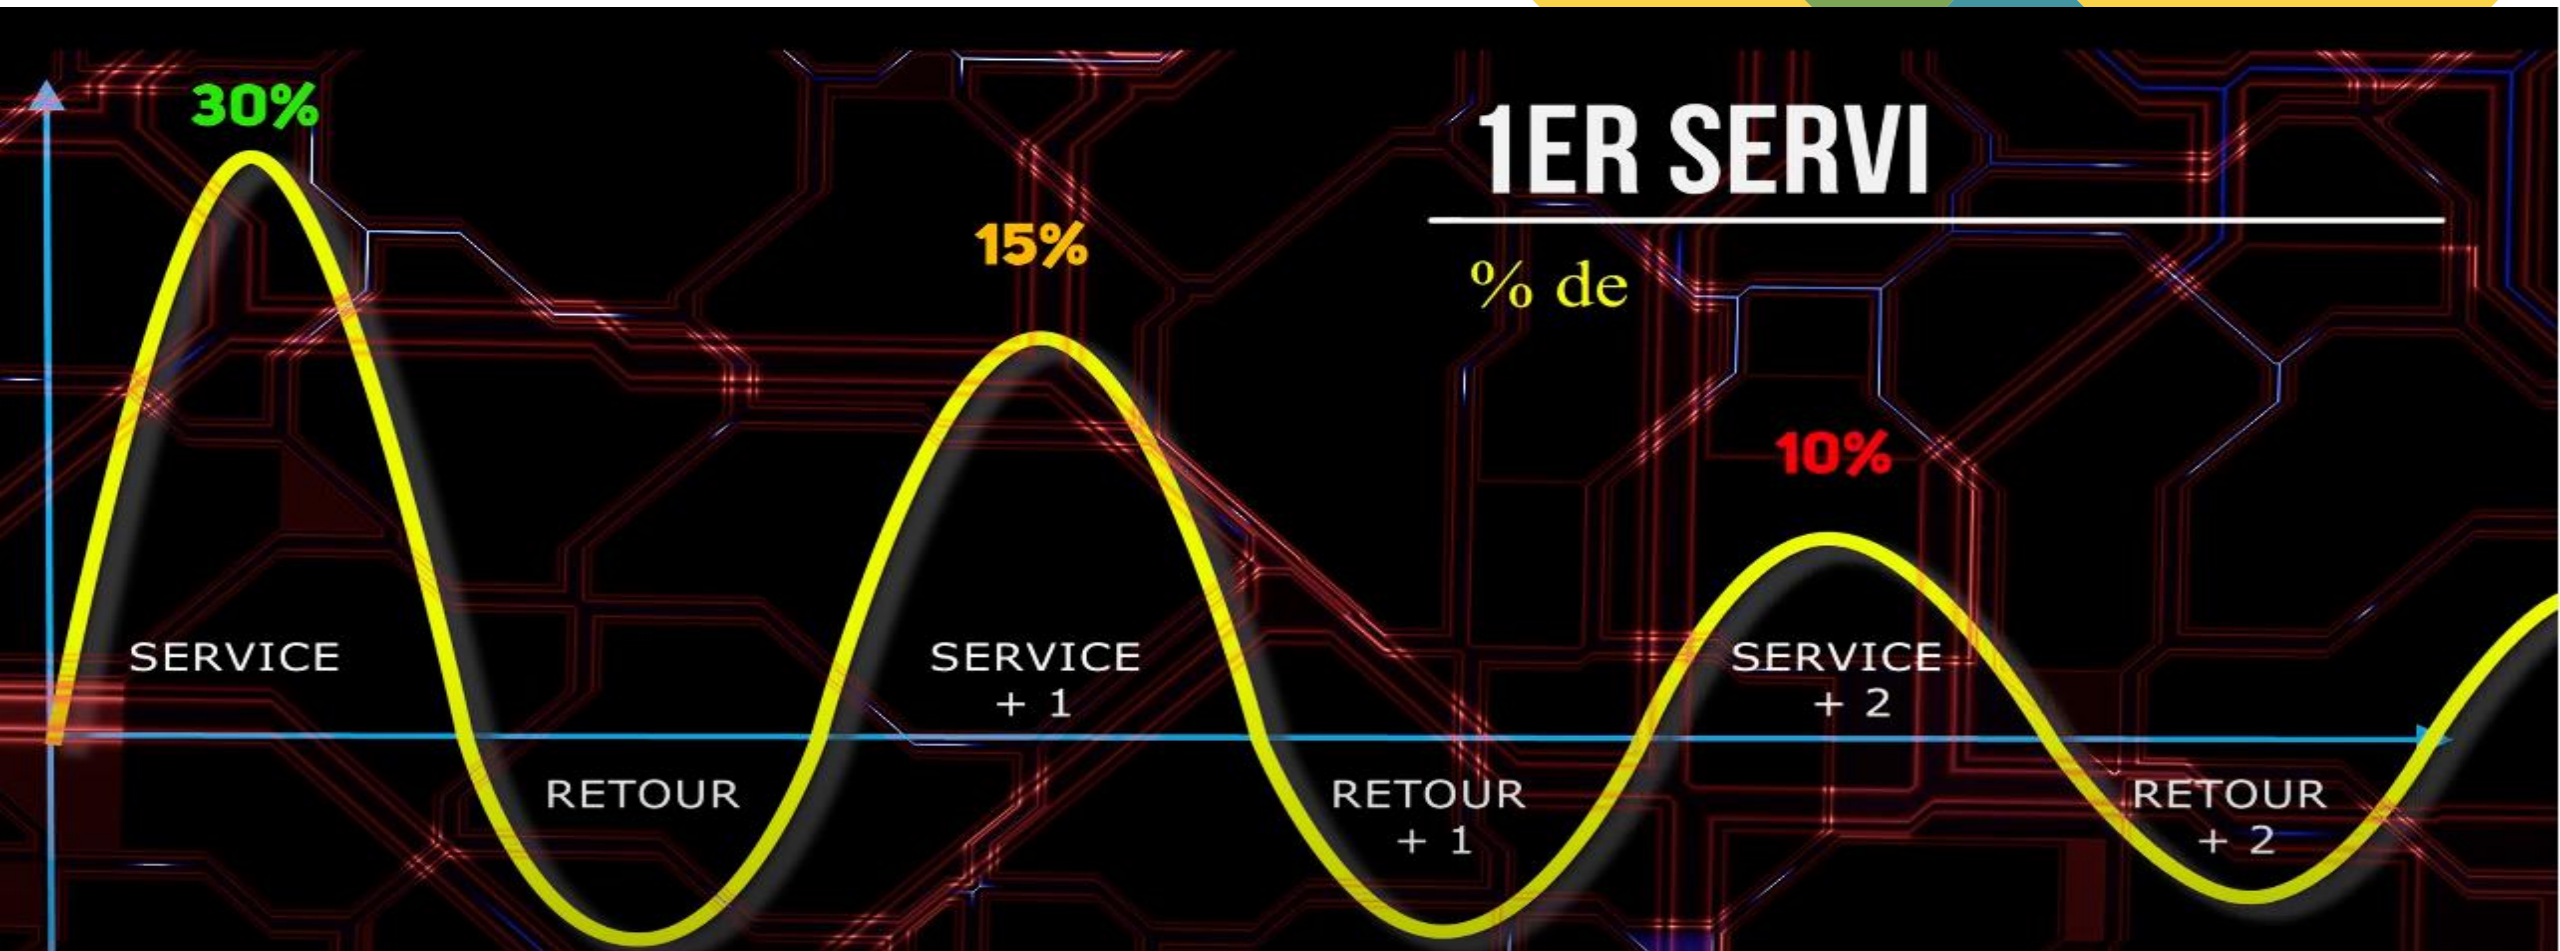 30%
1ER SERVI
% de
15%
10%
SERVICE
SERVICE
+ 1
SERVICE
+ 2
RETOUR
RETOUR
+ 1
RETOUR
+ 2